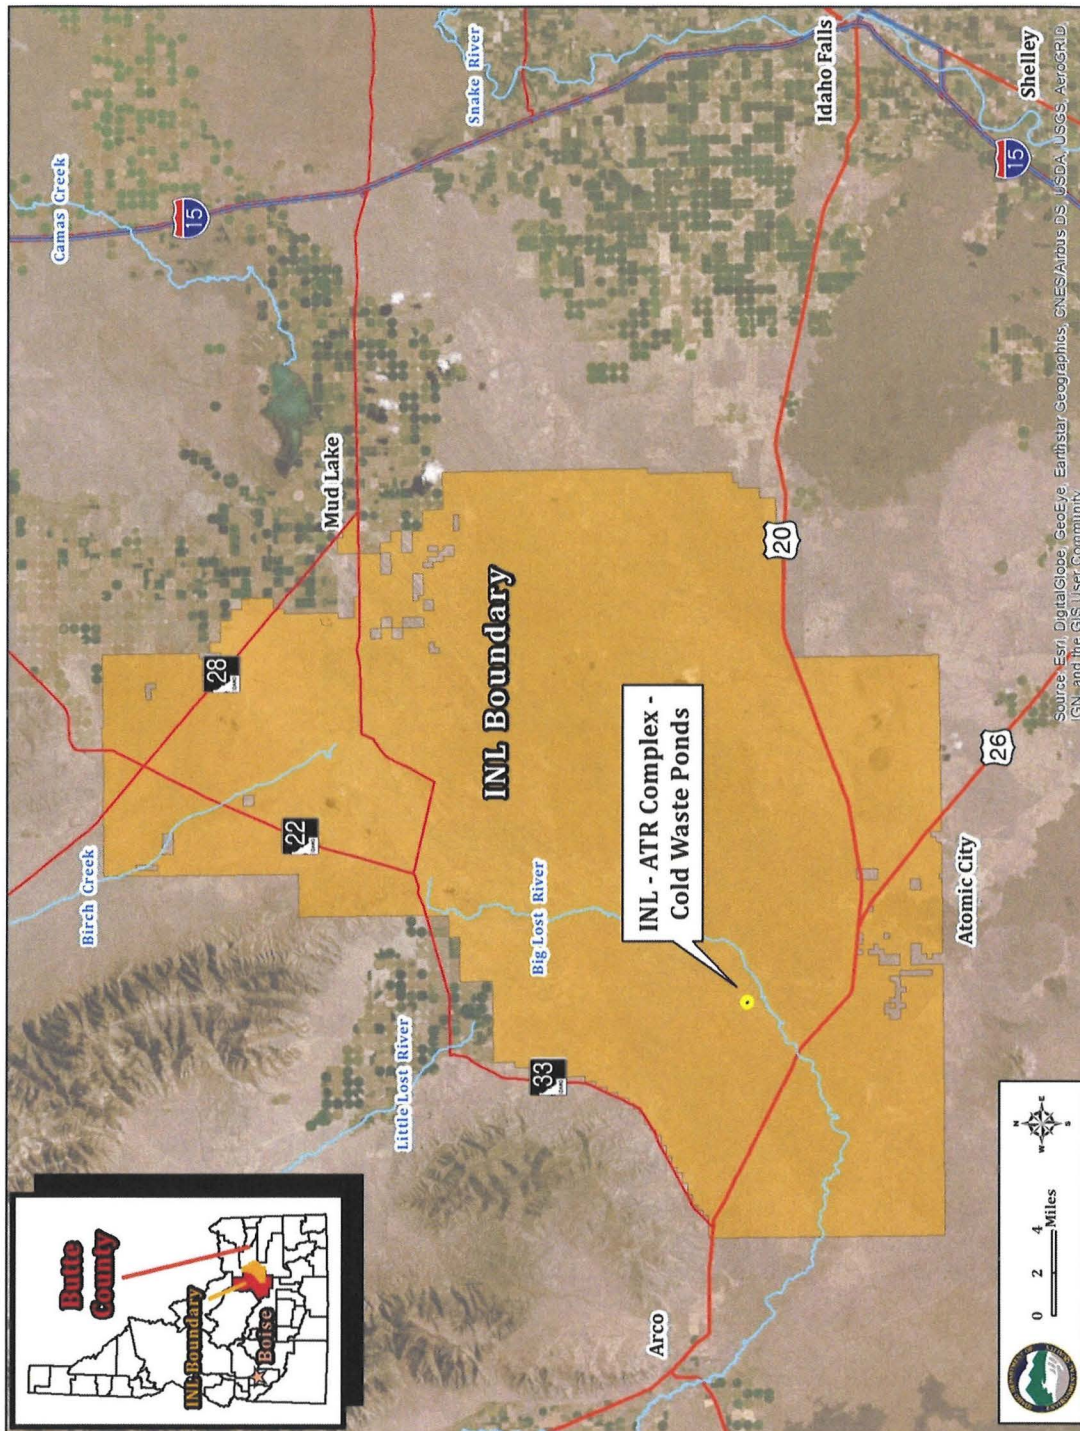 Butte
County
INL Boundary
Boise
Birch Creek
Camas Creek
28
22
15
Snake River
Mud Lake
Little Lost River
33
Big Lost River
INL Boundary
INL - ATR Complex -
Cold Waste Ponds
Arco
20
Idaho Falls
15
Shelley
Atomic City
26
0 2 4
Miles
N
W E
S
Source: Esri, DigitalGlobe, GeoEye, Earthstar Geographics, CNES/Airbus DS, USDA, USGS, AeroGRID,
IGN, and the GIS User Community